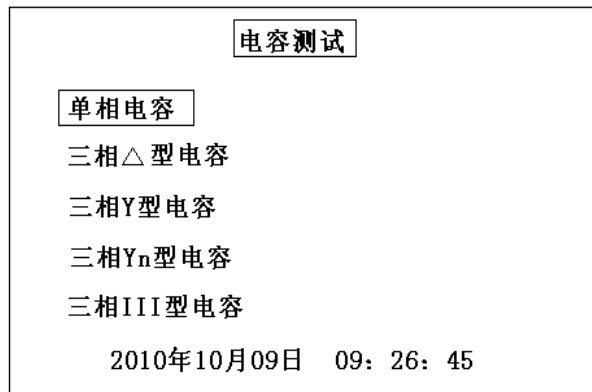 电容测试
单相电容
三相△型电容
三相Y型电容
三相Yn型电容
三相III型电容
2010年10月09日 09：26：45